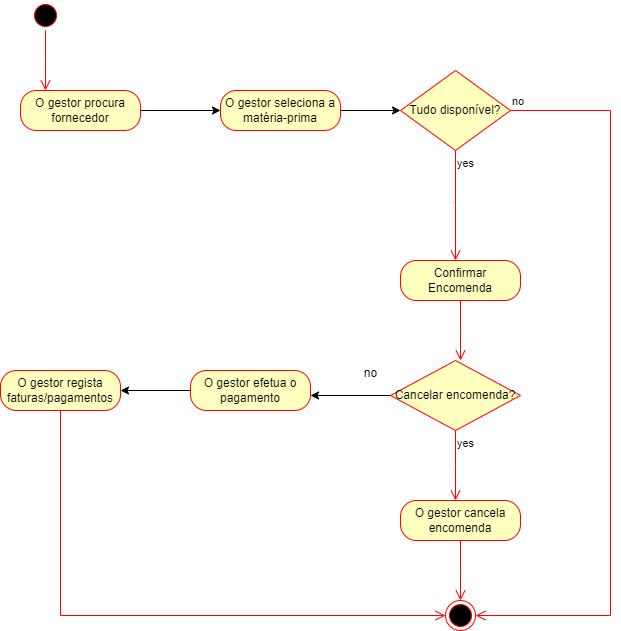 O gestor procura
fornecedor
O gestor seleciona a
matéria-prima
Tudo disponível?
no
yes
Confirmar
Encomenda
Cancelar encomenda?
no
O gestor efetua o
pagamento
O gestor regista
faturas/pagamentos
yes
O gestor cancela
encomenda